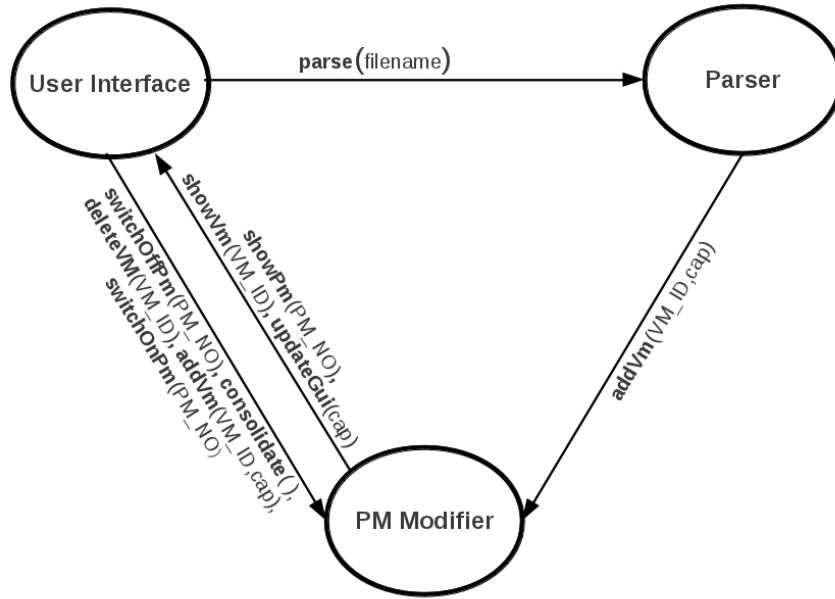 User Interface
parse(filename)
Parser
switchOffPm(PM_NO), consolidate(),
deleteVM(VM_ID), addVm(VM_ID,cap),
switchOnPm(PM_NO)
showPm(PM_NO),
showVm(VM_ID), updateGui(cap)
addVm(VM_ID,cap)
PM Modifier